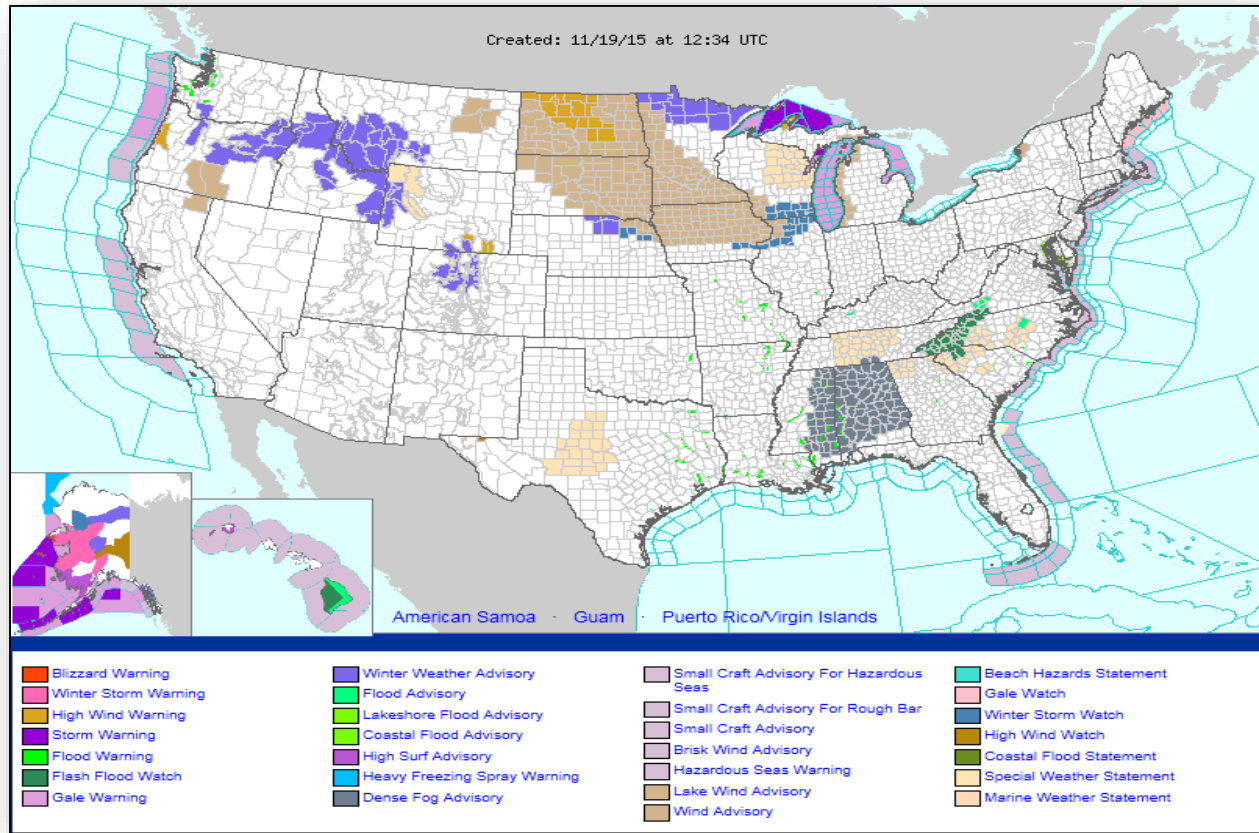 Created: 11/19/15 at 12:34 UTC
American Samoa · Guam · Puerto Rico/Virgin Islands
Blizzard Warning
Winter Storm Warning
High Wind Warning
Storm Warning
Flood Warning
Flash Flood Watch
Gale Warning
Winter Weather Advisory
Flood Advisory
Lakeshore Flood Advisory
Coastal Flood Advisory
High Surf Advisory
Heavy Freezing Spray Warning
Dense Fog Advisory
Small Craft Advisory For Hazardous
Seas
Small Craft Advisory For Rough Bar
Small Craft Advisory
Brisk Wind Advisory
Hazardous Seas Warning
Lake Wind Advisory
Wind Advisory
Beach Hazards Statement
Gale Watch
Winter Storm Watch
High Wind Watch
Coastal Flood Statement
Special Weather Statement
Marine Weather Statement